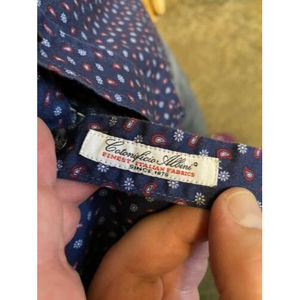 Cotonificio Albini®
FINEST ITALIAN FABRICS
SINCE 1876